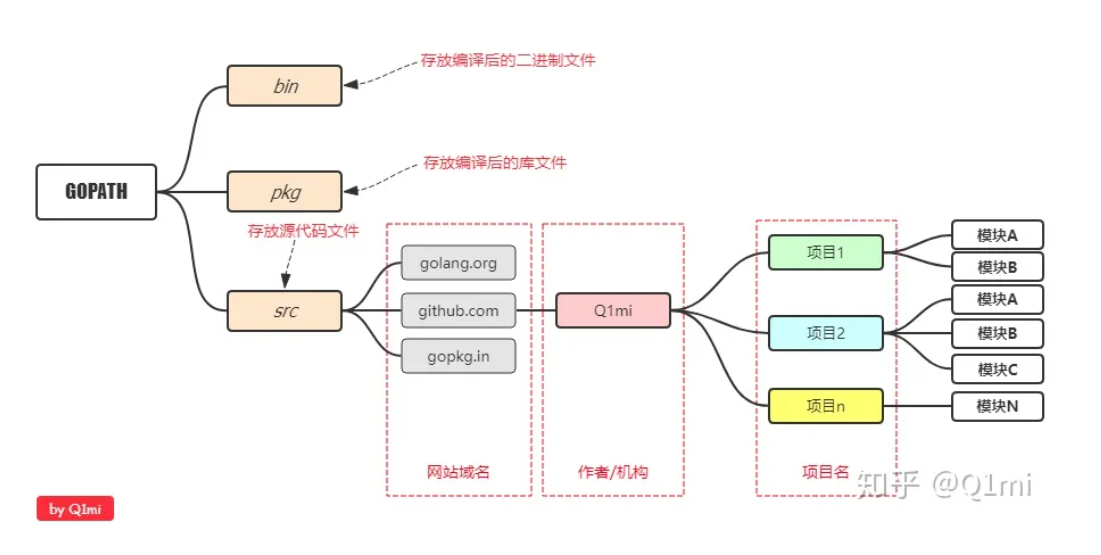 存放编译后的二进制文件
bin
存放编译后的库文件
GOPATH
pkg
存放源代码文件
src
golang.org
github.com
gopkg.in
网站域名
Q1mi
作者/机构
项目1
项目2
项目n
项目名
模块A
模块B
模块A
模块B
模块C
模块N
知乎 @Q1mi
by Q1mi